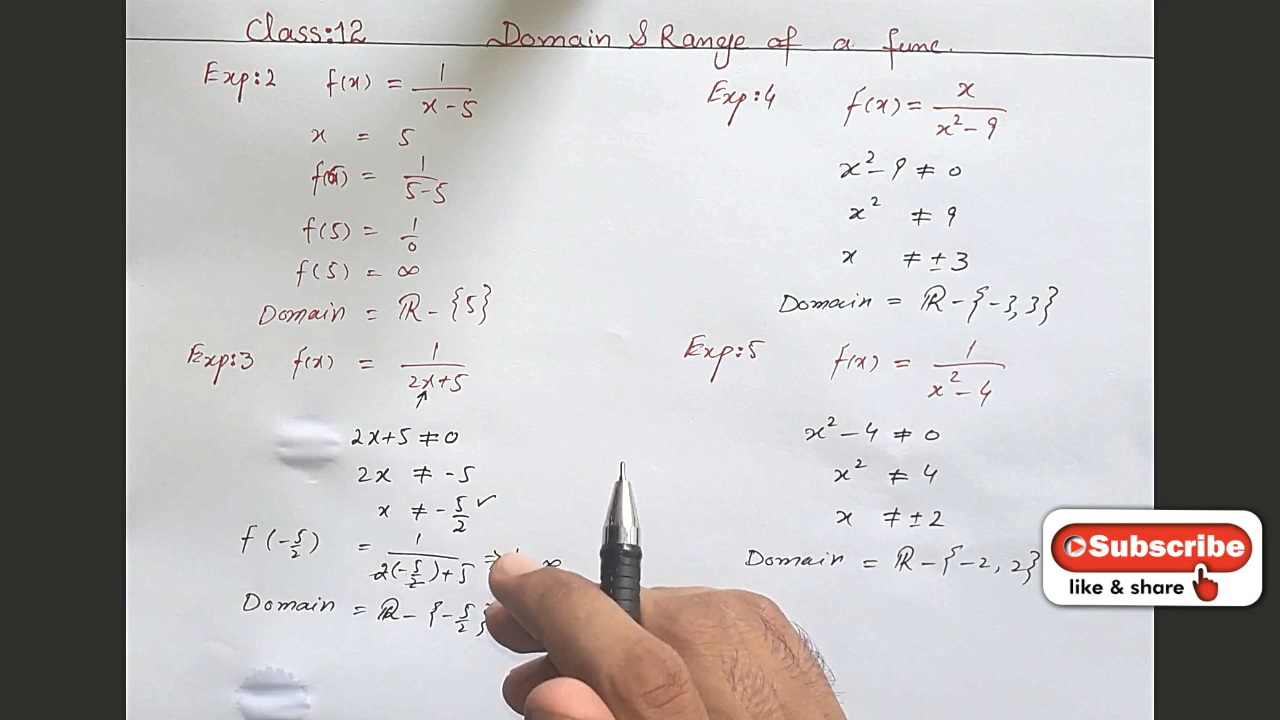 Class:12 Domain & Range of a func.
Exp:2 f(x) = 1/(x-5)
x = 5
f(5) = 1/(5-5)
f(5) = 1/0
f(5) = ∞
Domain = ℝ - {5}
Exp:3 f(x) = 1/(2x+5)
↑
2x+5 ≠ 0
2x ≠ -5
x ≠ -5/2 ✓
f(-5/2) = 1/(2(-5/2)+5) ⇒ ∞
Domain = ℝ - {-5/2}
Exp:4 f(x) = x/(x²-9)
x²-9 ≠ 0
x² ≠ 9
x ≠ ±3
Domain = ℝ - {-3, 3}
Exp:5 f(x) = 1/(x²-4)
x²-4 ≠ 0
x² ≠ 4
x ≠ ±2
Domain = ℝ - {-2, 2}
Subscribe
like & share